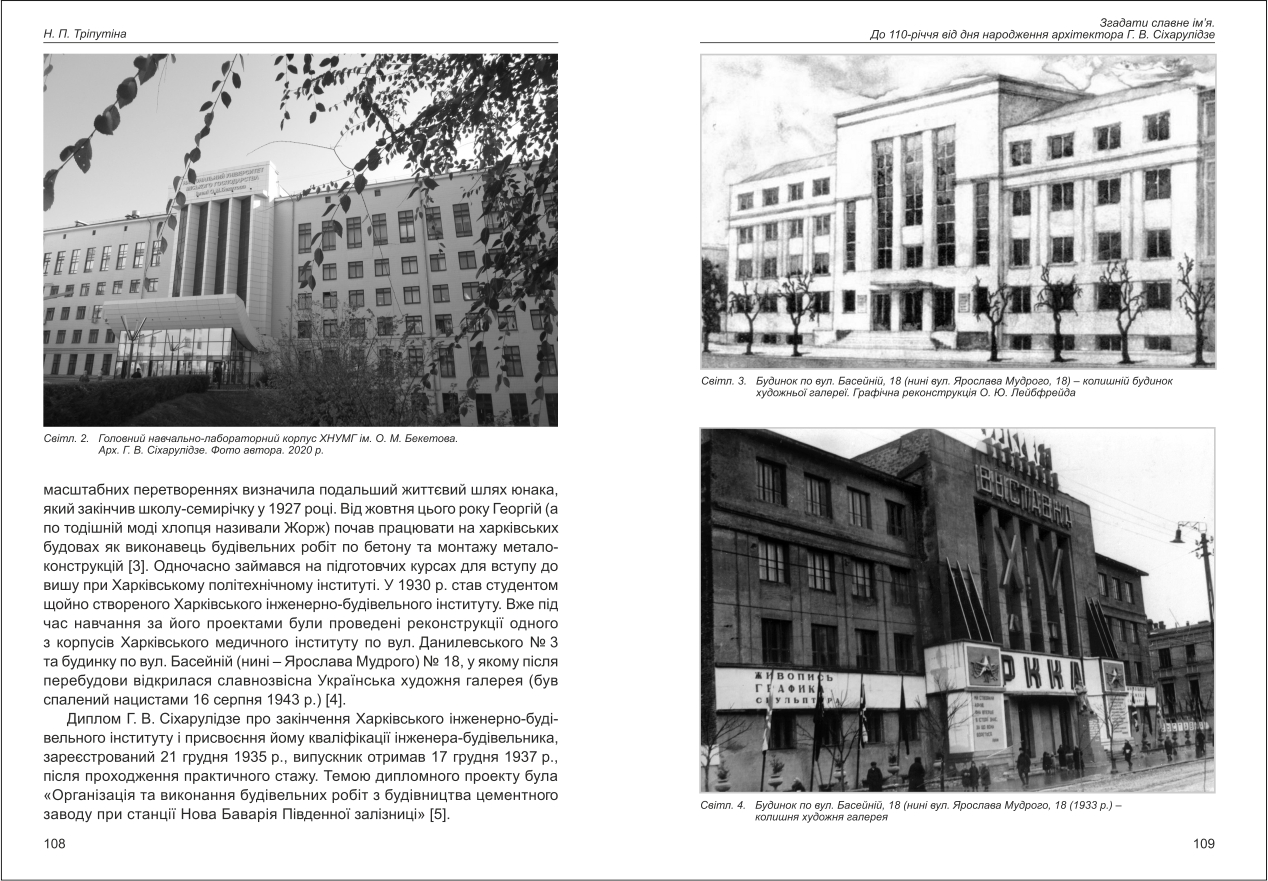 Н. П. Тріпутіна
НАЦІОНАЛЬНИЙ УНІВЕРСИТЕТ
МІСЬКОГО ГОСПОДАРСТВА
Світл. 2. Головний навчально-лабораторний корпус ХНУМГ ім. О. М. Бекетова.
Арх. Г. В. Сіхарулідзе. Фото автора. 2020 р.
масштабних перетвореннях визначила подальший життєвий шлях юнака,
який закінчив школу-семирічку у 1927 році. Від жовтня цього року Георгій (а
по тодішній моді хлопця називали Жорж) почав працювати на харківських
будовах як виконавець будівельних робіт по бетону та монтажу метало-
конструкцій [3]. Одночасно займався на підготовчих курсах для вступу до
вишу при Харківському політехнічному інституті. У 1930 р. став студентом
щойно створеного Харківського інженерно-будівельного інституту. Вже під
час навчання за його проектами були проведені реконструкції одного
з корпусів Харківського медичного інституту по вул. Данилевського № 3
та будинку по вул. Басейній (нині – Ярослава Мудрого) № 18, у якому після
перебудови відкрилася славнозвісна Українська художня галерея (був
спалений нацистами 16 серпня 1943 р.) [4].
Диплом Г. В. Сіхарулідзе про закінчення Харківського інженерно-буді-
вельного інституту і присвоєння йому кваліфікації інженера-будівельника,
зареєстрований 21 грудня 1935 р., випускник отримав 17 грудня 1937 р.,
після проходження практичного стажу. Темою дипломного проекту була
«Організація та виконання будівельних робіт з будівництва цементного
заводу при станції Нова Баварія Південної залізниці» [5].
108
Згадати славне ім’я.
До 110-річчя від дня народження архітектора Г. В. Сіхарулідзе
Світл. 3. Будинок по вул. Басейній, 18 (нині вул. Ярослава Мудрого, 18) – колишній будинок
художньої галереї. Графічна реконструкція О. Ю. Лейбфрейда
ВИСТАВКА
ХV
РККА
ЖИВОПИСЬ
ГРАФИКА
СКУЛЬПТУРА
Світл. 4. Будинок по вул. Басейній, 18 (нині вул. Ярослава Мудрого, 18 (1933 р.) –
колишня художня галерея
109